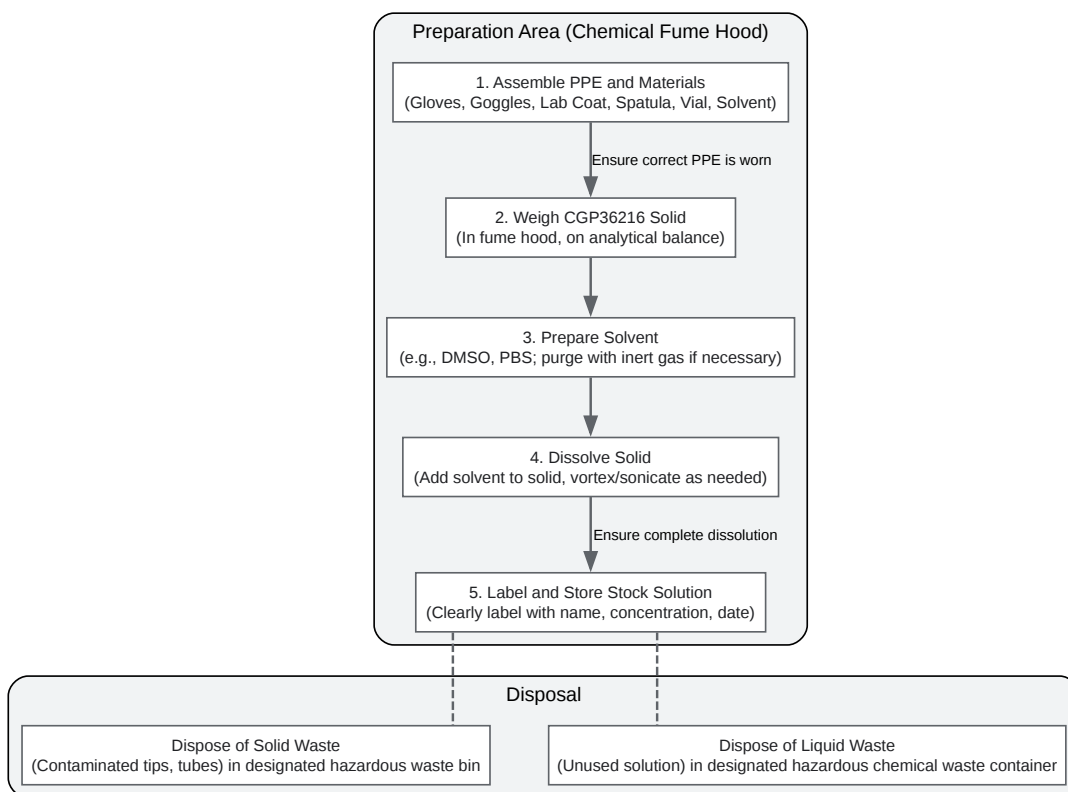 Preparation Area (Chemical Fume Hood)
1. Assemble PPE and Materials
(Gloves, Goggles, Lab Coat, Spatula, Vial, Solvent)
Ensure correct PPE is worn
2. Weigh CGP36216 Solid
(In fume hood, on analytical balance)
3. Prepare Solvent
(e.g., DMSO, PBS; purge with inert gas if necessary)
4. Dissolve Solid
(Add solvent to solid, vortex/sonicate as needed)
Ensure complete dissolution
5. Label and Store Stock Solution
(Clearly label with name, concentration, date)
Disposal
Dispose of Solid Waste
(Contaminated tips, tubes) in designated hazardous waste bin
Dispose of Liquid Waste
(Unused solution) in designated hazardous chemical waste container